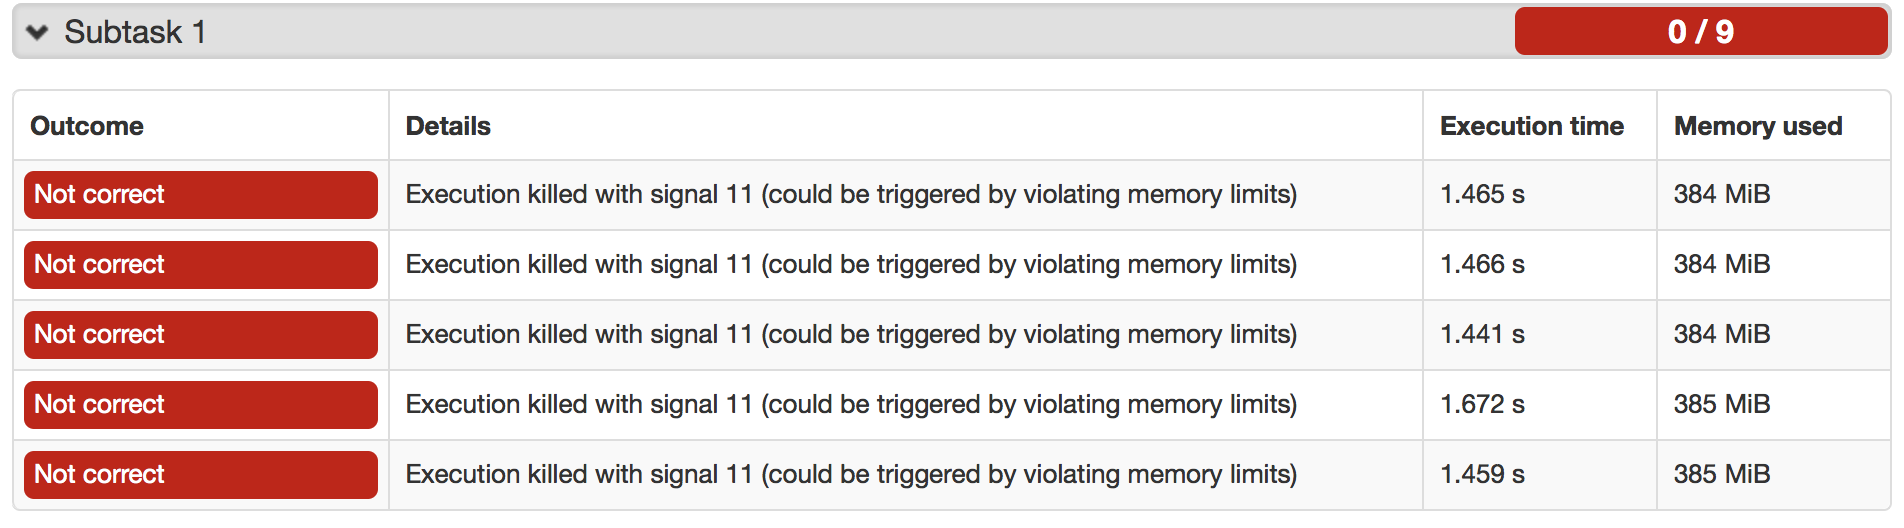 Subtask 1 0 / 9
Outcome Details Execution time Memory used
Not correct Execution killed with signal 11 (could be triggered by violating memory limits) 1.465 s 384 MiB
Not correct Execution killed with signal 11 (could be triggered by violating memory limits) 1.466 s 384 MiB
Not correct Execution killed with signal 11 (could be triggered by violating memory limits) 1.441 s 384 MiB
Not correct Execution killed with signal 11 (could be triggered by violating memory limits) 1.672 s 385 MiB
Not correct Execution killed with signal 11 (could be triggered by violating memory limits) 1.459 s 385 MiB